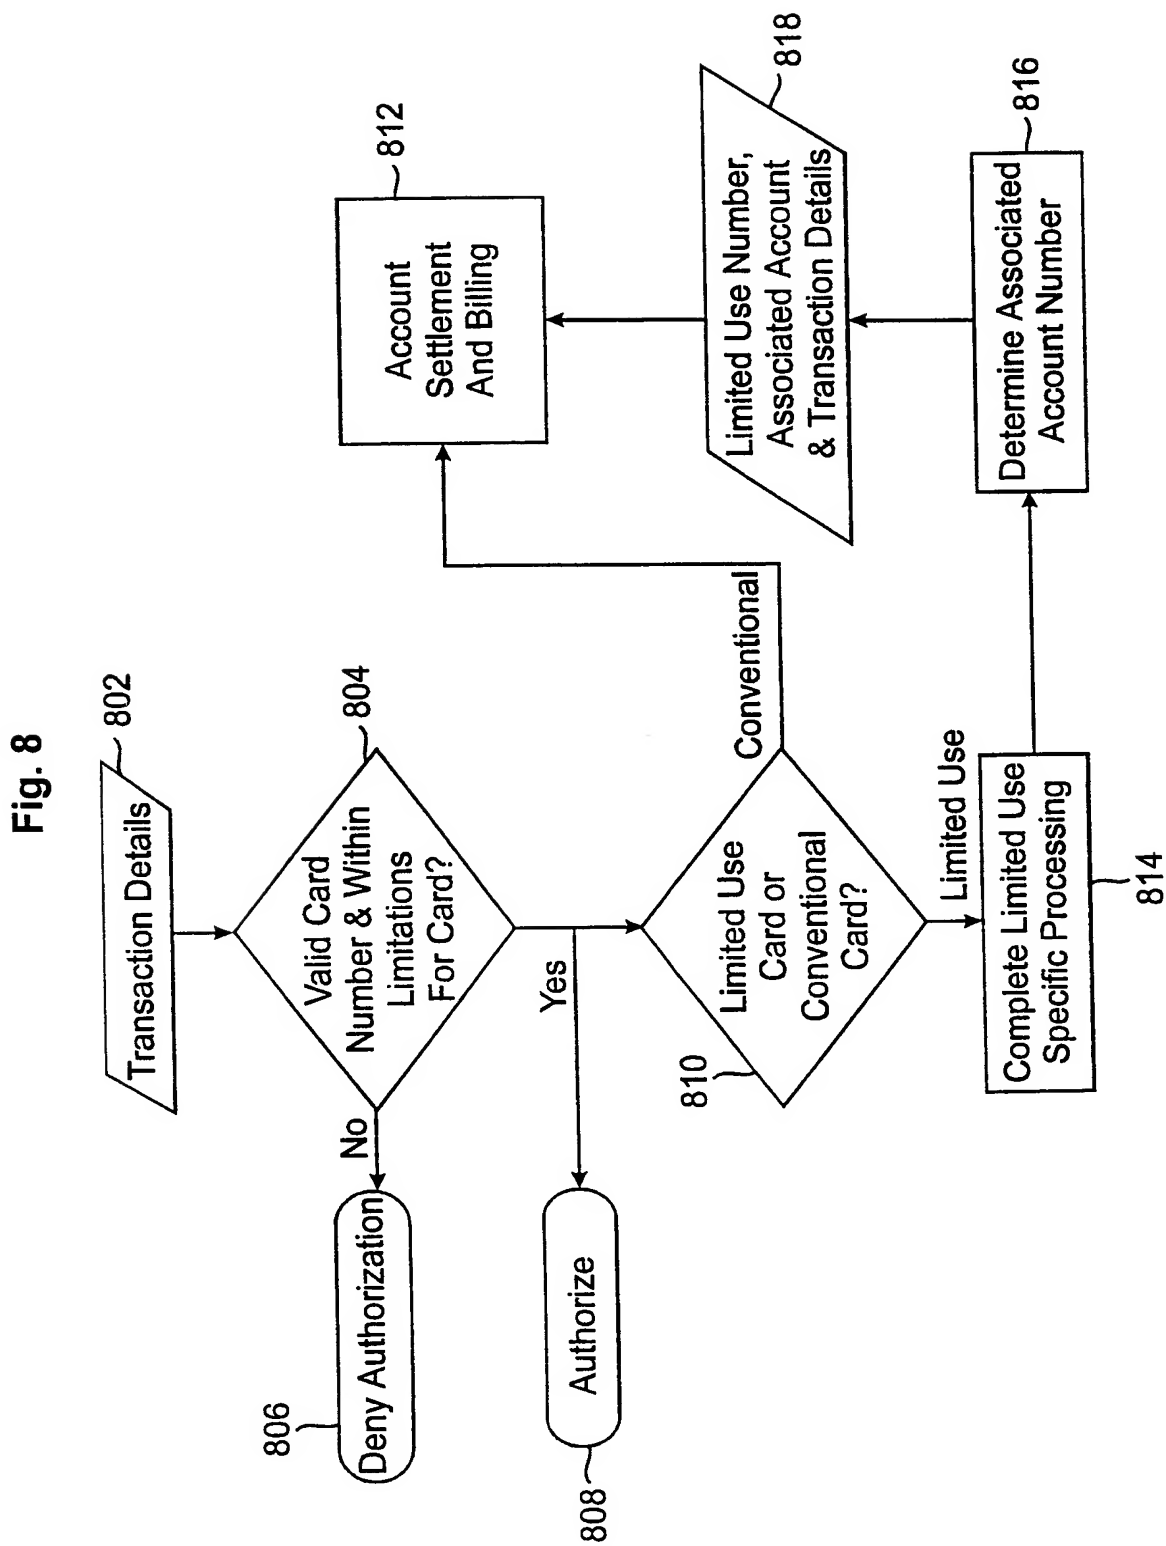 Fig. 8
802
Transaction Details
804
Valid Card
Number & Within
Limitations
For Card?
No
806
Deny Authorization
Yes
808
Authorize
810
Limited Use
Card or
Conventional
Card?
Conventional
812
Account
Settlement
And Billing
Limited Use
814
Complete Limited Use
Specific Processing
816
Determine Associated
Account Number
818
Limited Use Number,
Associated Account
& Transaction Details